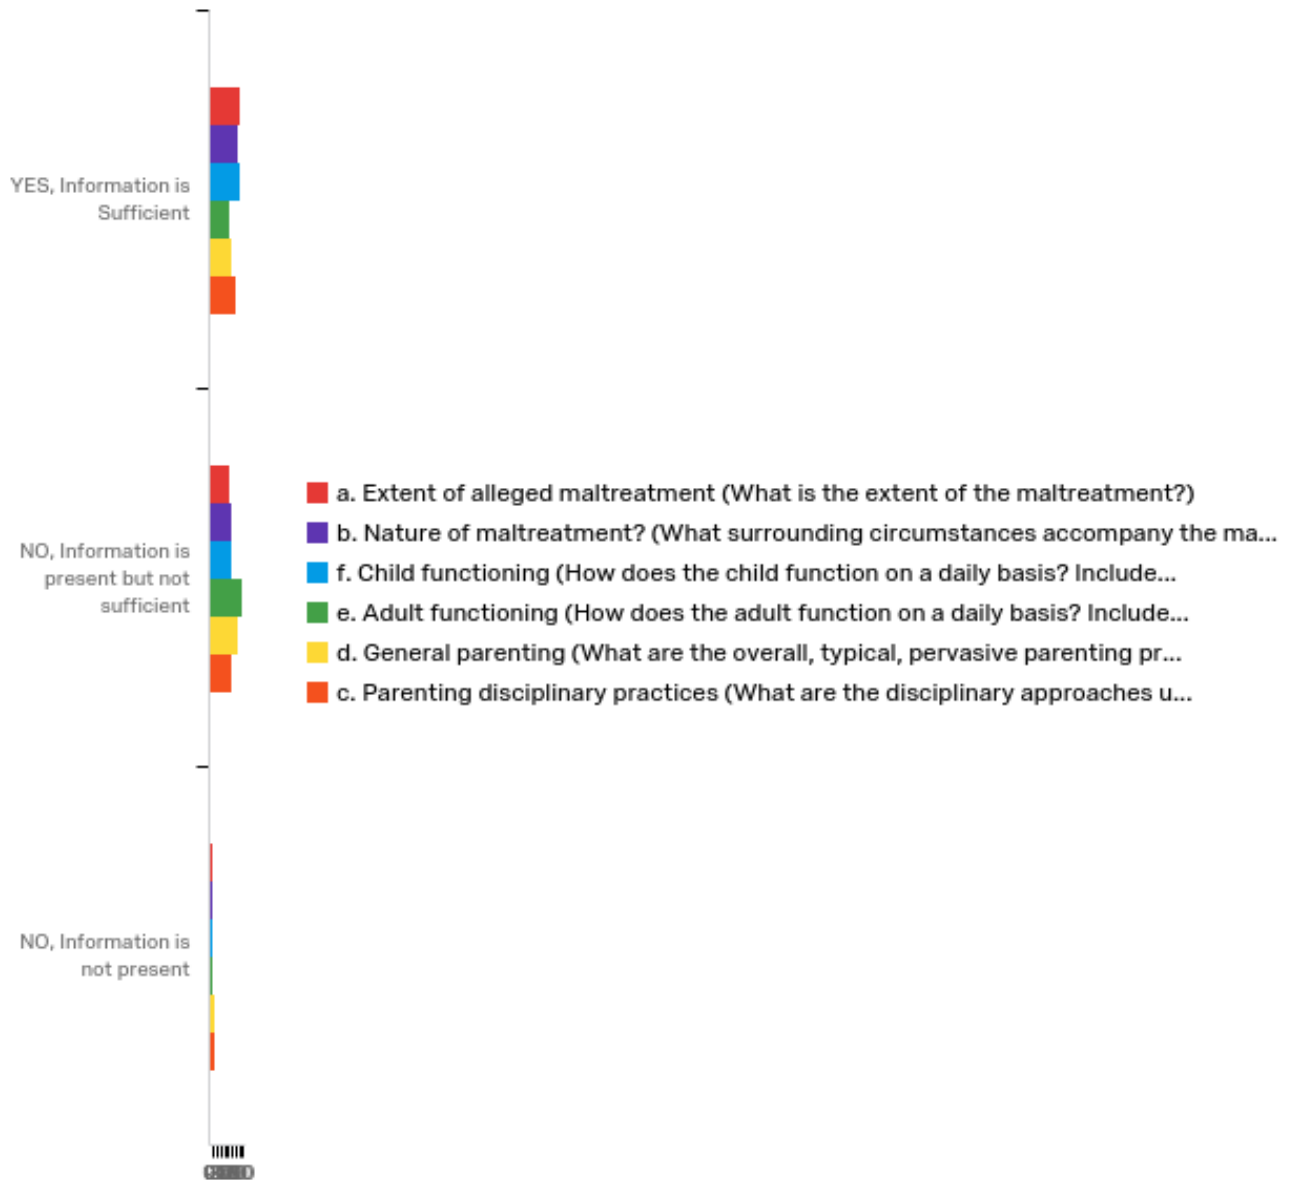 YES, Information is
Sufficient
NO, Information is
present but not
sufficient
a. Extent of alleged maltreatment (What is the extent of the maltreatment?)
b. Nature of maltreatment? (What surrounding circumstances accompany the ma...
f. Child functioning (How does the child function on a daily basis? Include...
e. Adult functioning (How does the adult function on a daily basis? Include...
d. General parenting (What are the overall, typical, pervasive parenting pr...
c. Parenting disciplinary practices (What are the disciplinary approaches u...
NO, Information is
not present